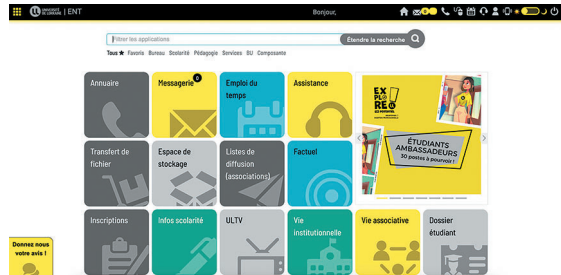 UNIVERSITÉ DE LORRAINE | ENT
Bonjour,
Filtrer les applications
Étendre la recherche
Tous ★ Favoris Bureau Scolarité Pédagogie Services SU Composante
Annuaire
Messagerie 0
Emploi du temps
Assistance
EX
PLO
RE
ÉTUDIANTS
AMBASSADEURS
30 postes à pourvoir !
Transfert de
fichier
Espace de
stockage
Listes de
diffusion
(associations)
Factuel
Inscriptions
Infos scolarité
ULTV
Vie
institutionnelle
Vie associative
Dossier
étudiant
Donnez nous
votre avis !